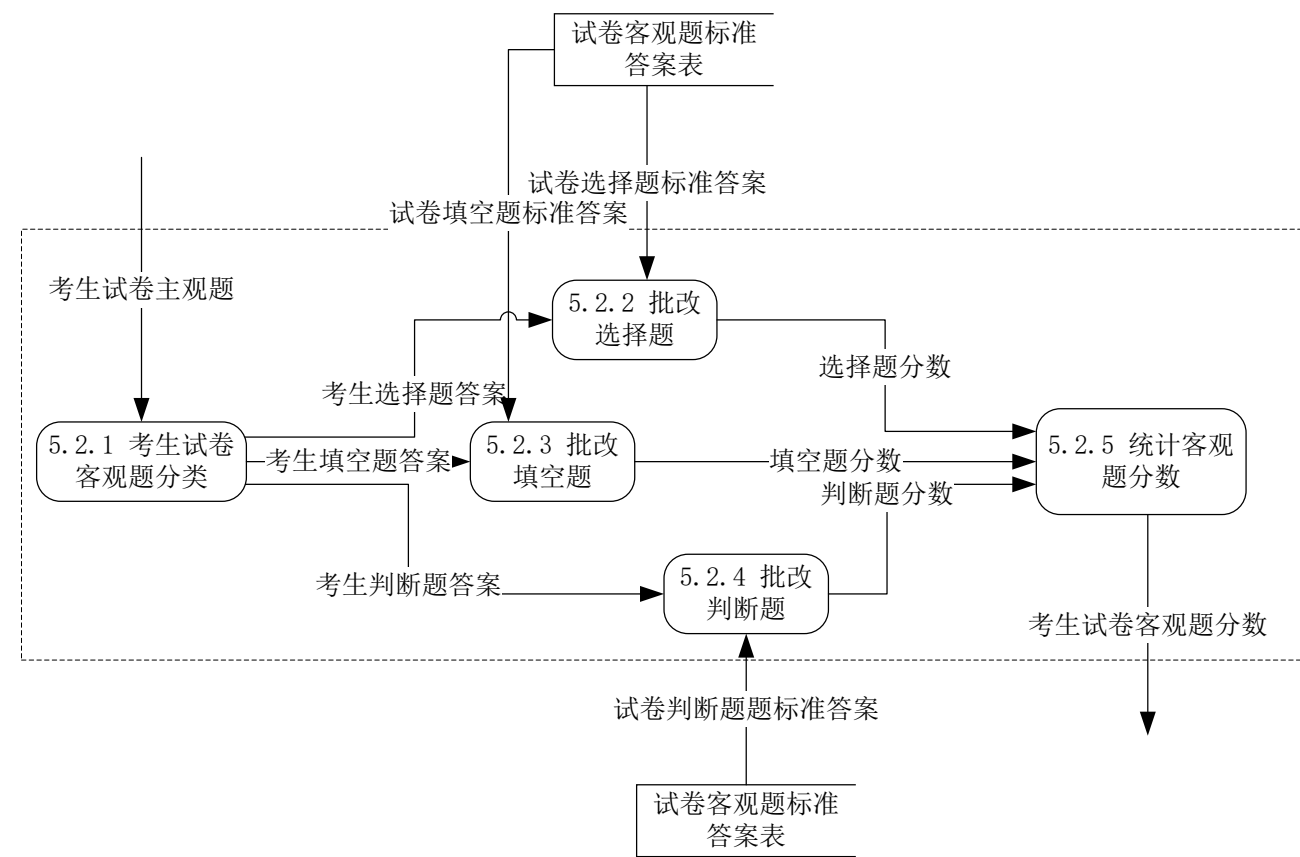 试卷客观题标准
答案表
试卷选择题标准答案
试卷填空题标准答案
考生试卷主观题
5.2.2 批改
选择题
选择题分数
考生选择题答案
5.2.1 考生试卷
客观题分类
考生填空题答案
5.2.3 批改
填空题
填空题分数
判断题分数
5.2.5 统计客观
题分数
考生判断题答案
5.2.4 批改
判断题
考生试卷客观题分数
试卷判断题题标准答案
试卷客观题标准
答案表